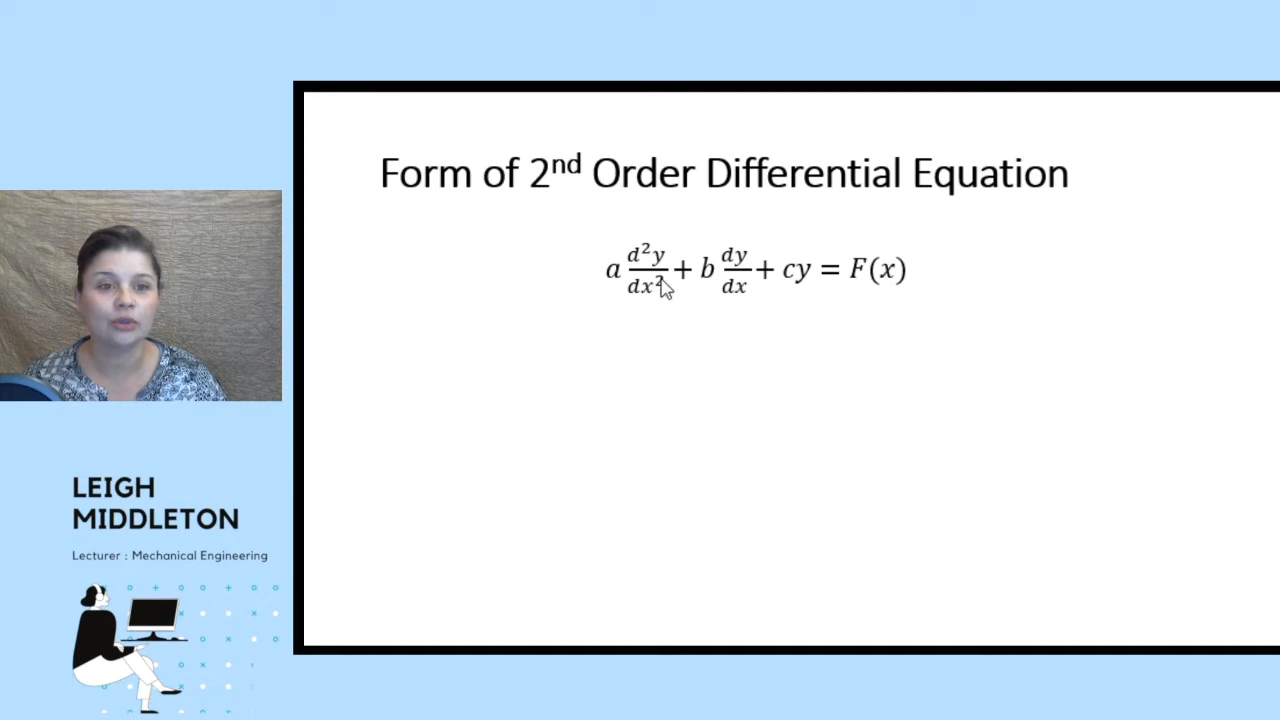 Form of 2nd Order Differential Equation
a d²y/dx² + b dy/dx + cy = F(x)
LEIGH
MIDDLETON
Lecturer : Mechanical Engineering